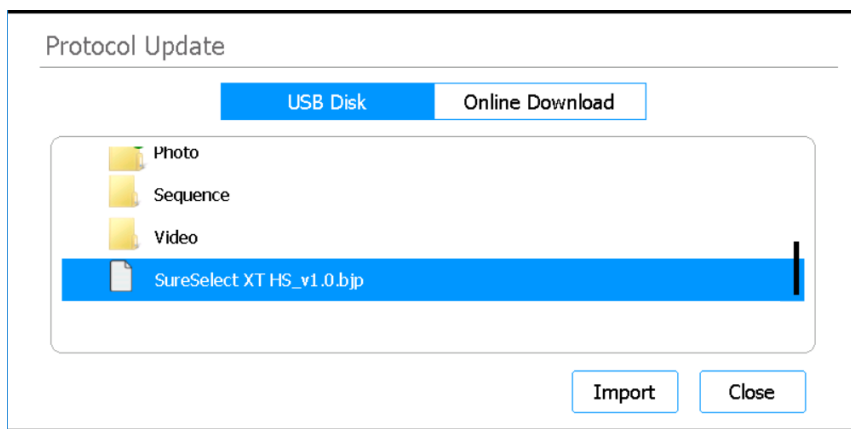 Protocol Update
USB Disk
Online Download
Photo
Sequence
Video
SureSelect XT HS_v1.0.bjp
Import
Close